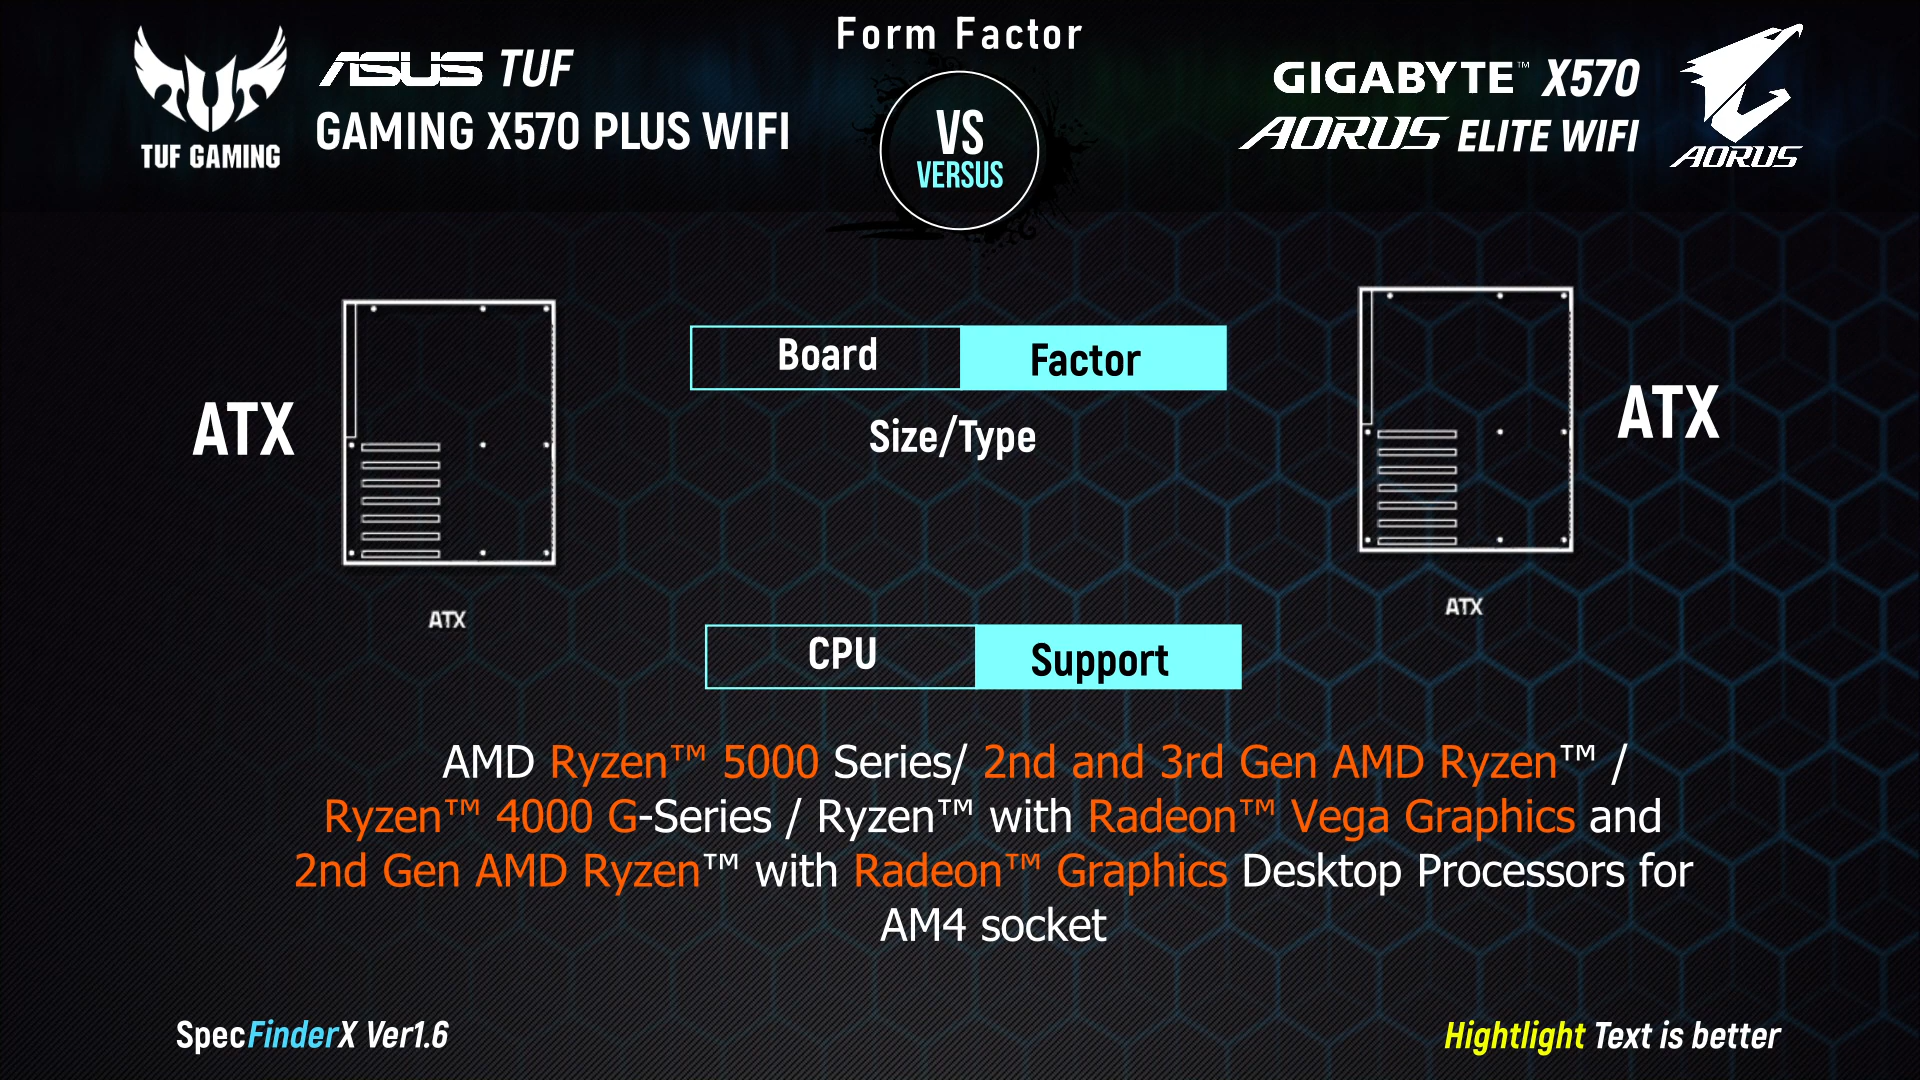 Form Factor
TUF GAMING
ASUS TUF
GAMING X570 PLUS WIFI
VS
VERSUS
GIGABYTE™ X570
AORUS ELITE WIFI
AORUS
Board Factor
Size/Type
ATX
ATX
ATX
ATX
CPU Support
AMD Ryzen™ 5000 Series/ 2nd and 3rd Gen AMD Ryzen™ /
Ryzen™ 4000 G-Series / Ryzen™ with Radeon™ Vega Graphics and
2nd Gen AMD Ryzen™ with Radeon™ Graphics Desktop Processors for
AM4 socket
SpecFinderX Ver1.6
Hightlight Text is better